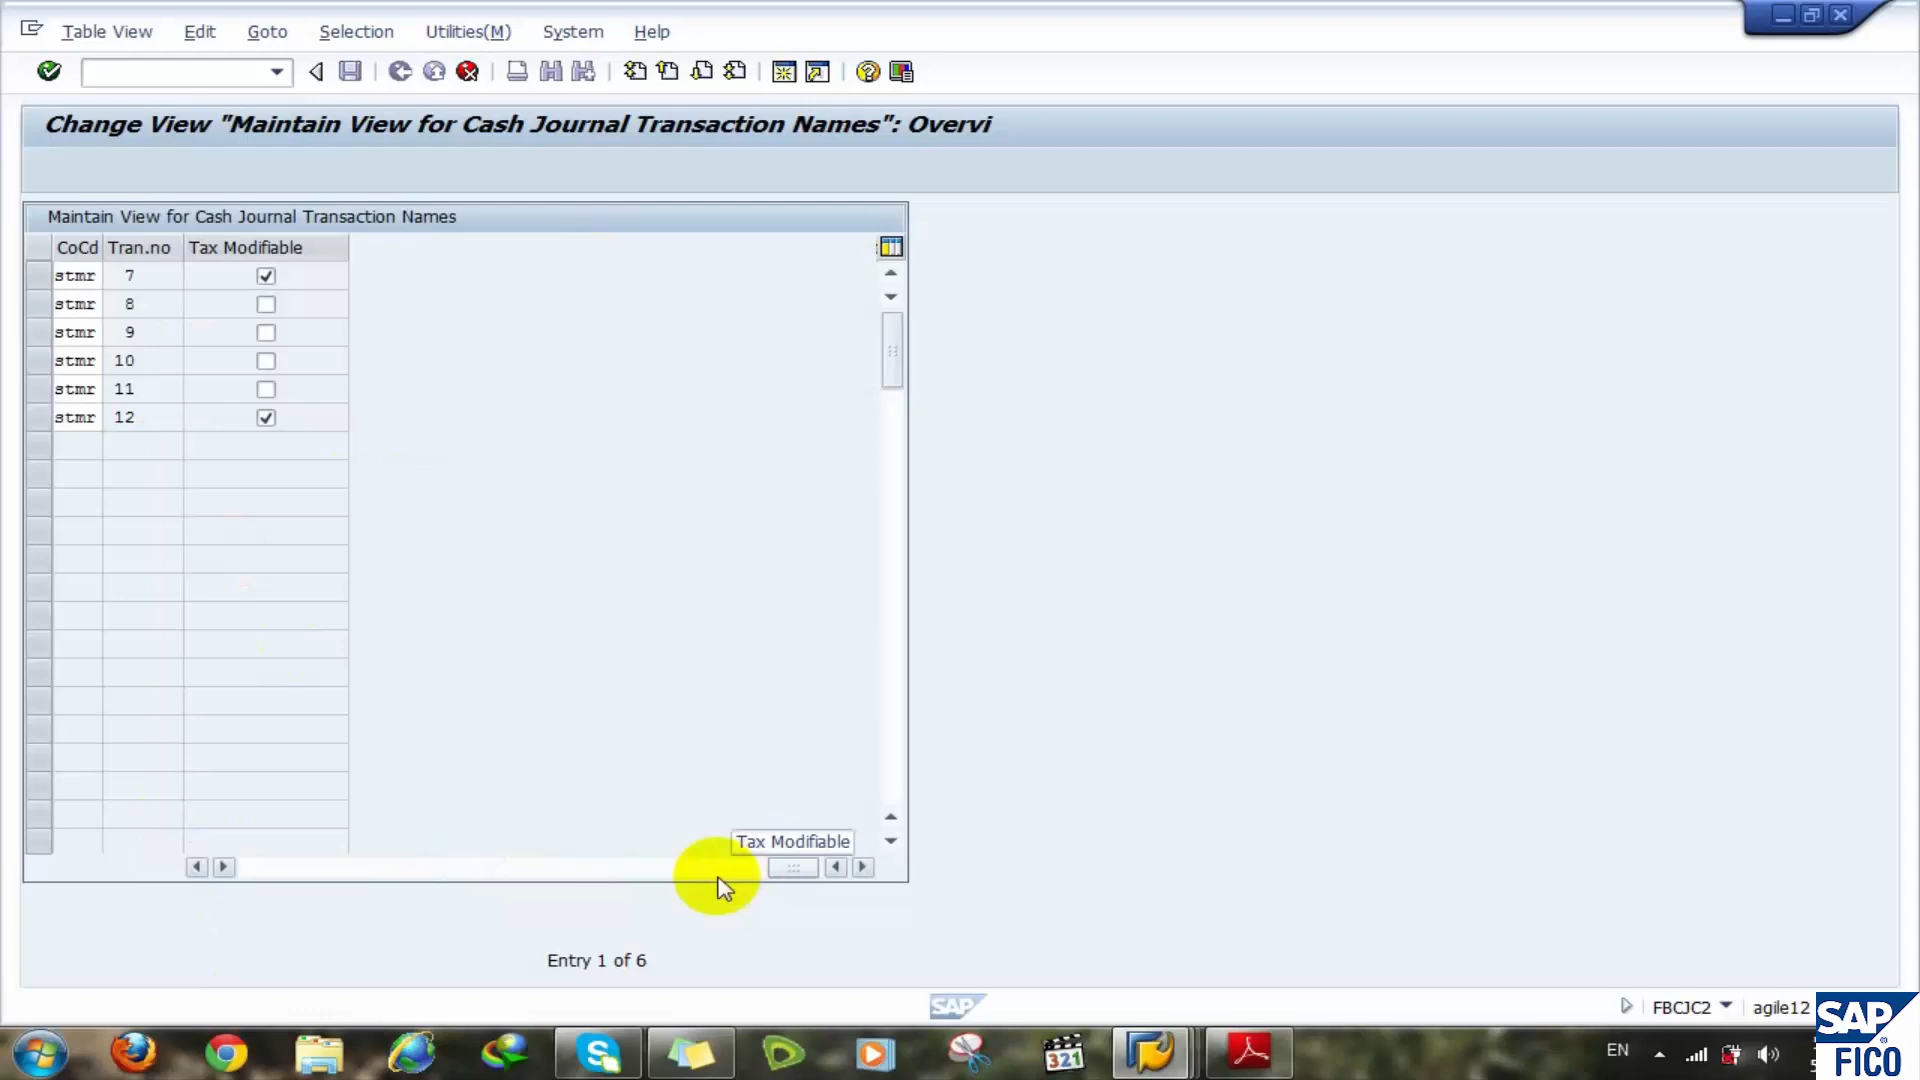 Table View Edit Goto Selection Utilities(M) System Help
Change View "Maintain View for Cash Journal Transaction Names": Overvi
Maintain View for Cash Journal Transaction Names
CoCd Tran.no Tax Modifiable
stmr 7
stmr 8
stmr 9
stmr 10
stmr 11
stmr 12
Tax Modifiable
Entry 1 of 6
SAP
FBCJC2 agile12
SAP
FICO
321
EN